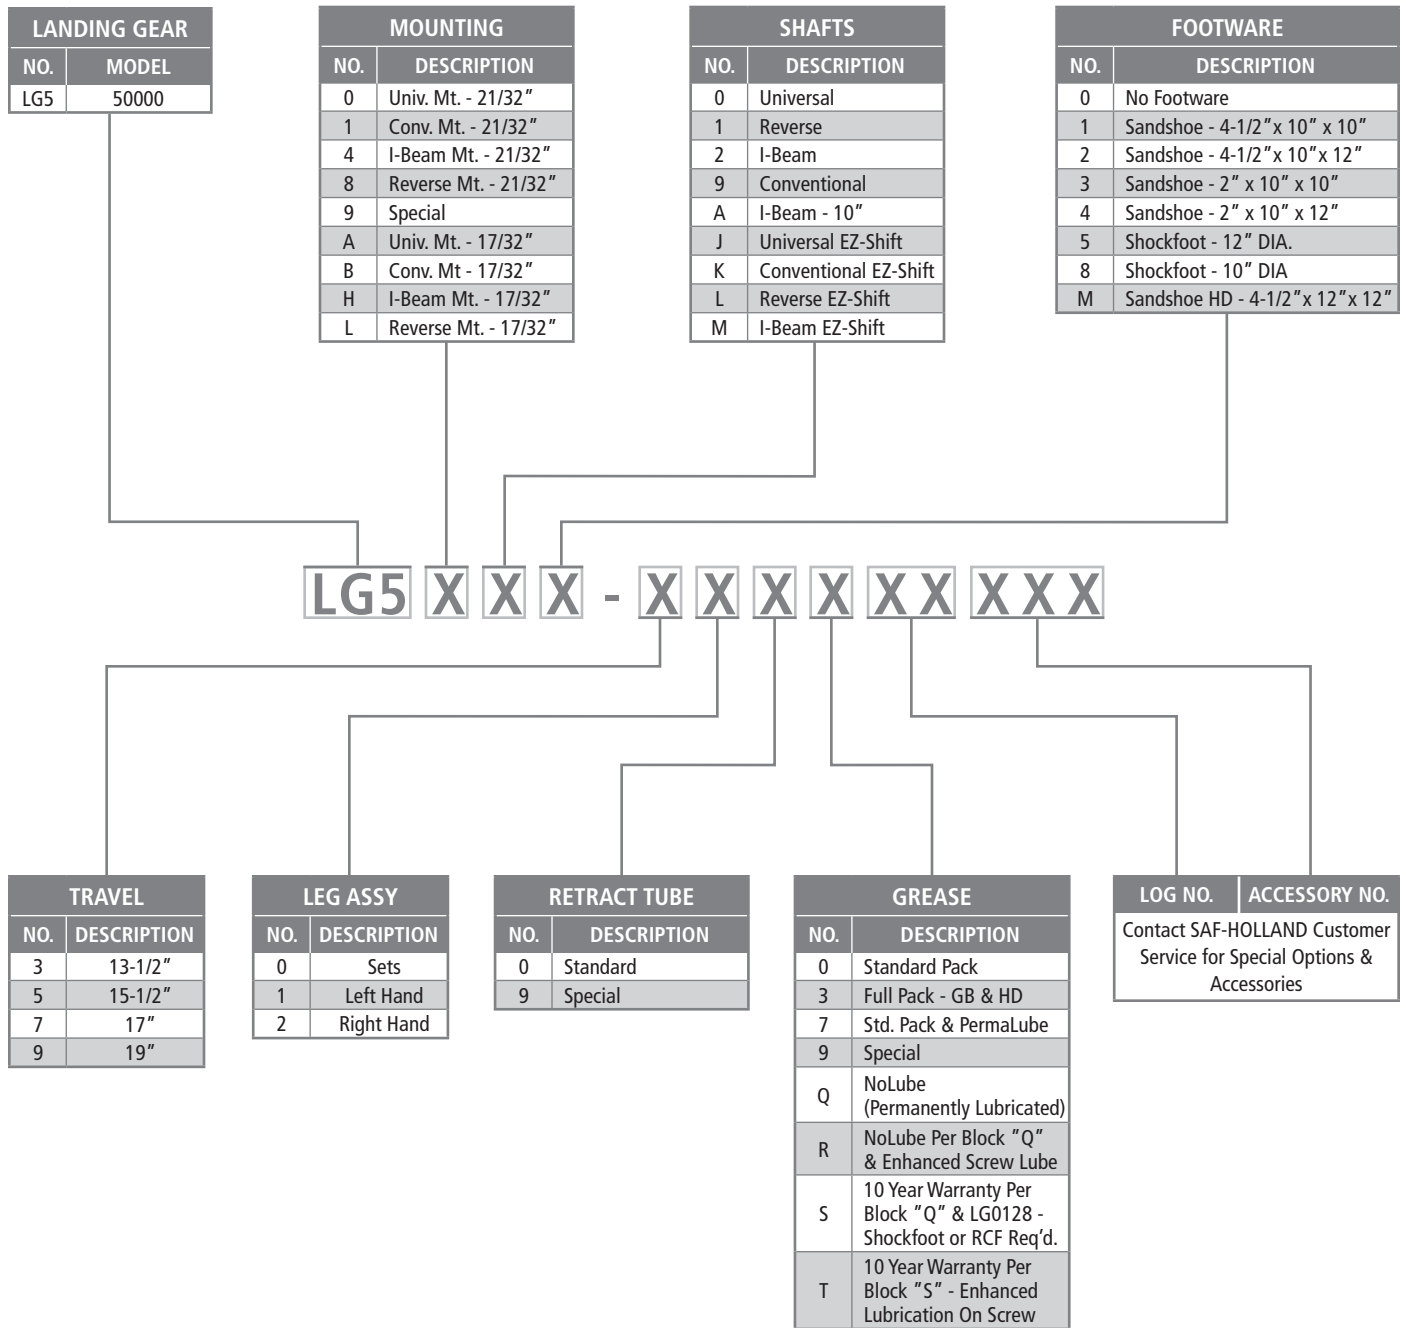 LANDING GEAR
NO. MODEL
LG5 50000
MOUNTING
NO. DESCRIPTION
0 Univ. Mt. - 21/32"
1 Conv. Mt. - 21/32"
4 I-Beam Mt. - 21/32"
8 Reverse Mt. - 21/32"
9 Special
A Univ. Mt. - 17/32"
B Conv. Mt - 17/32"
H I-Beam Mt. - 17/32"
L Reverse Mt. - 17/32"
SHAFTS
NO. DESCRIPTION
0 Universal
1 Reverse
2 I-Beam
9 Conventional
A I-Beam - 10"
J Universal EZ-Shift
K Conventional EZ-Shift
L Reverse EZ-Shift
M I-Beam EZ-Shift
FOOTWARE
NO. DESCRIPTION
0 No Footware
1 Sandshoe - 4-1/2"x 10" x 10"
2 Sandshoe - 4-1/2"x 10"x 12"
3 Sandshoe - 2" x 10" x 10"
4 Sandshoe - 2" x 10" x 12"
5 Shockfoot - 12" DIA.
8 Shockfoot - 10" DIA
M Sandshoe HD - 4-1/2"x 12"x 12"
LG5 X X X - X X X X X X X X X
TRAVEL
NO. DESCRIPTION
3 13-1/2"
5 15-1/2"
7 17"
9 19"
LEG ASSY
NO. DESCRIPTION
0 Sets
1 Left Hand
2 Right Hand
RETRACT TUBE
NO. DESCRIPTION
0 Standard
9 Special
GREASE
NO. DESCRIPTION
0 Standard Pack
3 Full Pack - GB & HD
7 Std. Pack & PermaLube
9 Special
Q NoLube
(Permanently Lubricated)
R NoLube Per Block "Q"
& Enhanced Screw Lube
S 10 Year Warranty Per
Block "Q" & LG0128 -
Shockfoot or RCF Req'd.
T 10 Year Warranty Per
Block "S" - Enhanced
Lubrication On Screw
LOG NO. ACCESSORY NO.
Contact SAF-HOLLAND Customer
Service for Special Options &
Accessories